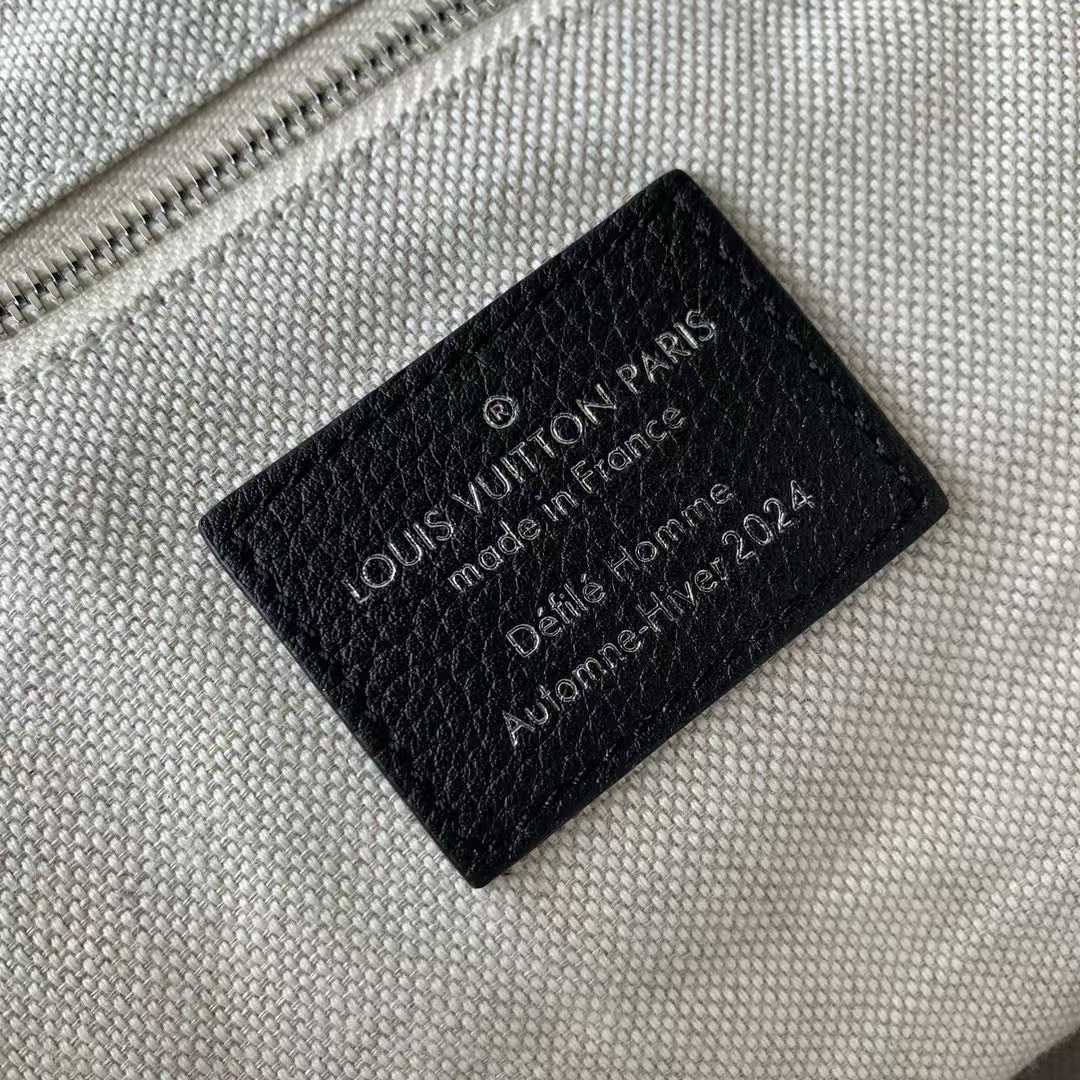 ®
LOUIS VUITTON PARIS
made in France
Défilé Homme
Automne-Hiver 2024